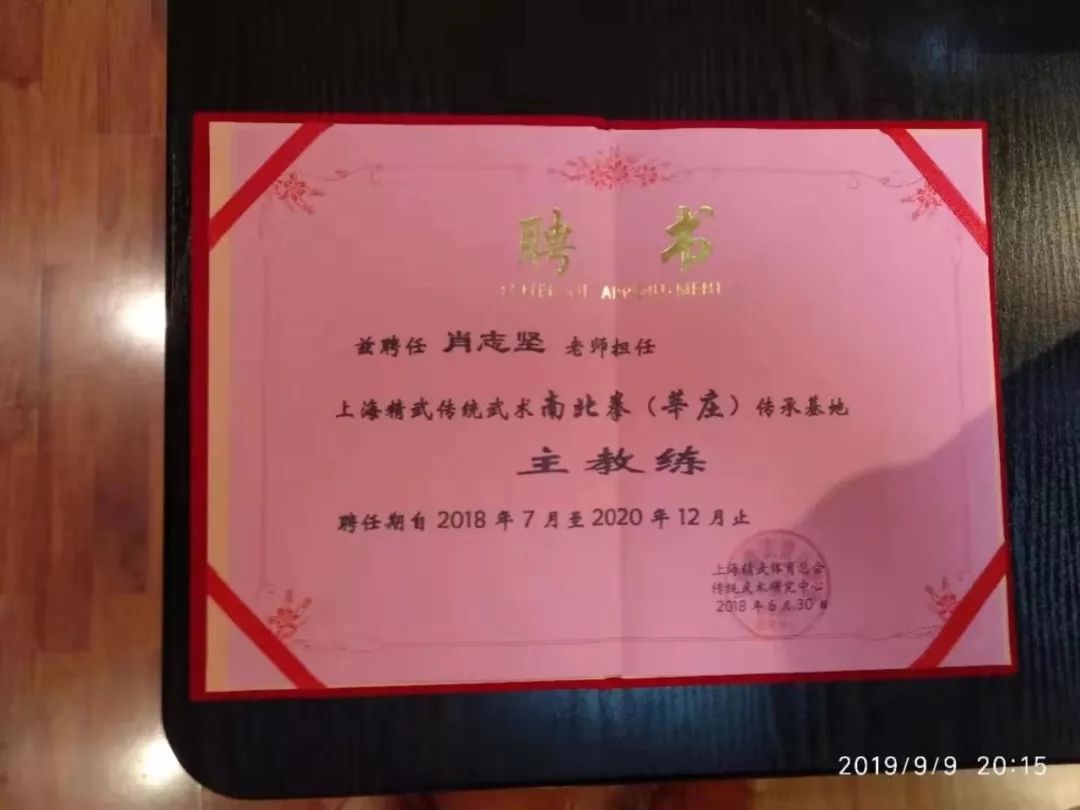 聘书
LETTER OF APPOINTMENT
兹聘任 肖志坚 老师担任
上海精武传统武术南北拳（莘庄）传承基地
主教练
聘任期自 2018 年 7 月至 2020 年 12 月止
上海精武体育总会
传统武术研究中心
2018 年 6 月 30 日
2019/9/9 20:15